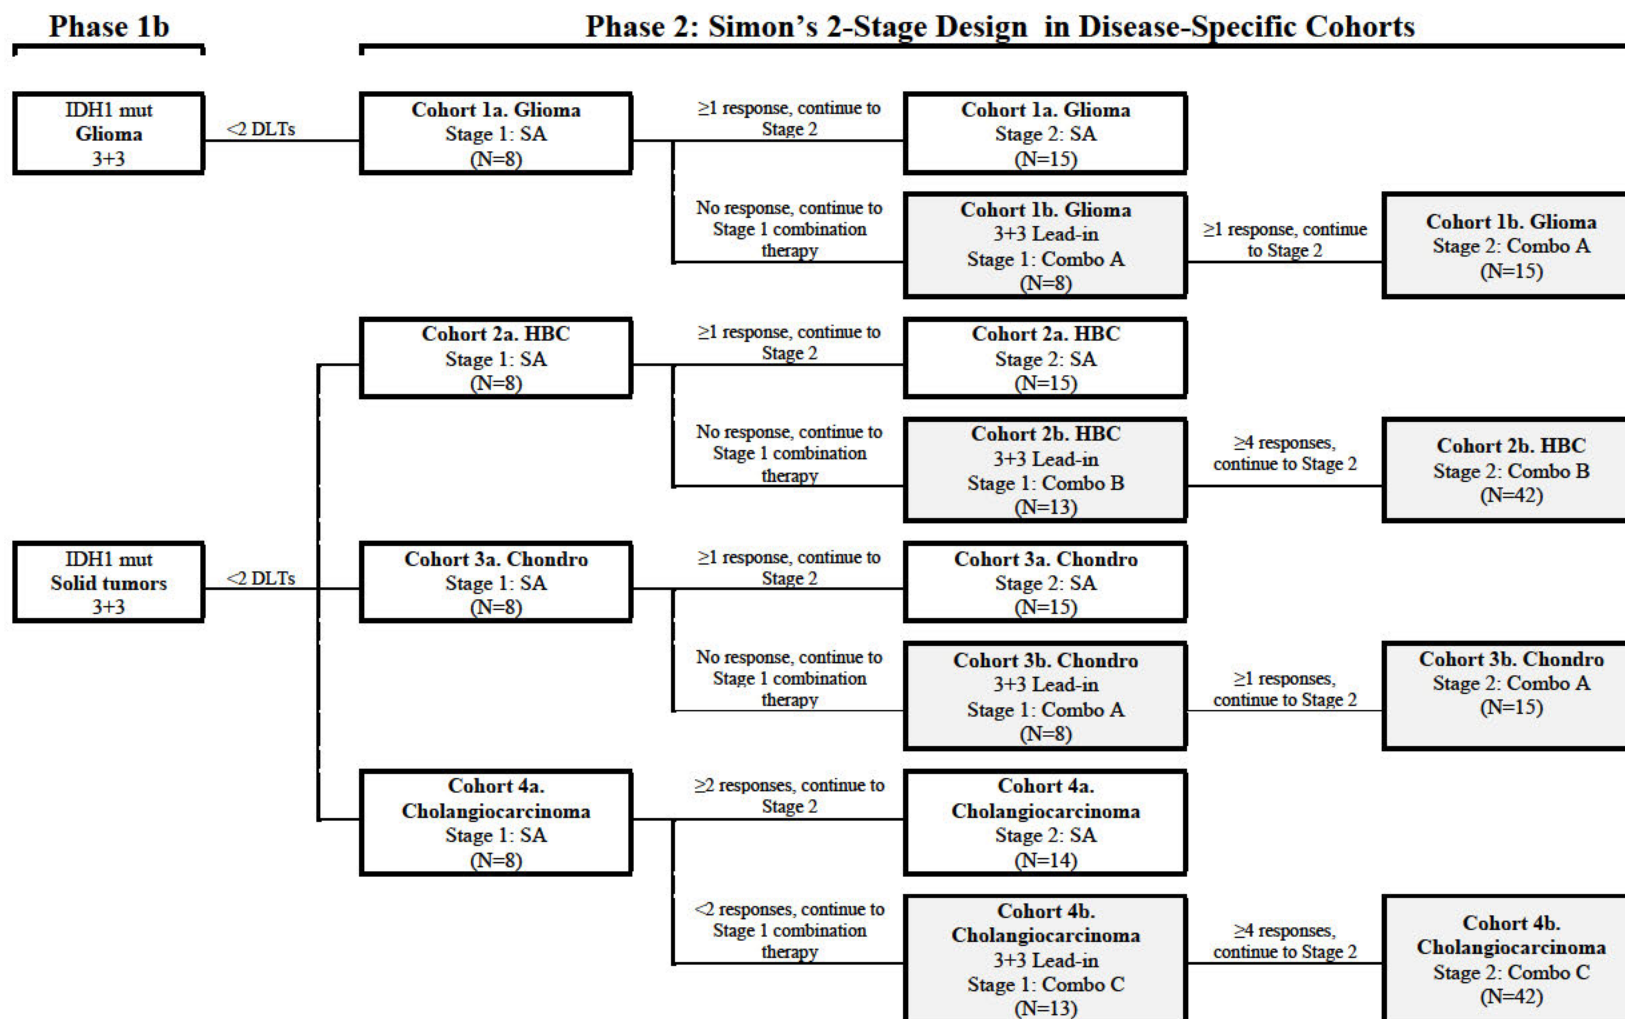 Phase 1b
Phase 2: Simon's 2-Stage Design in Disease-Specific Cohorts
IDH1 mut
Glioma
3+3
<2 DLTs
Cohort 1a. Glioma
Stage 1: SA
(N=8)
≥1 response, continue to
Stage 2
Cohort 1a. Glioma
Stage 2: SA
(N=15)
No response, continue to
Stage 1 combination
therapy
Cohort 1b. Glioma
3+3 Lead-in
Stage 1: Combo A
(N=8)
≥1 response, continue
to Stage 2
Cohort 1b. Glioma
Stage 2: Combo A
(N=15)
Cohort 2a. HBC
Stage 1: SA
(N=8)
≥1 response, continue to
Stage 2
Cohort 2a. HBC
Stage 2: SA
(N=15)
No response, continue to
Stage 1 combination
therapy
Cohort 2b. HBC
3+3 Lead-in
Stage 1: Combo B
(N=13)
≥4 responses,
continue to Stage 2
Cohort 2b. HBC
Stage 2: Combo B
(N=42)
IDH1 mut
Solid tumors
3+3
<2 DLTs
Cohort 3a. Chondro
Stage 1: SA
(N=8)
≥1 response, continue to
Stage 2
Cohort 3a. Chondro
Stage 2: SA
(N=15)
No response, continue to
Stage 1 combination
therapy
Cohort 3b. Chondro
3+3 Lead-in
Stage 1: Combo A
(N=8)
≥1 responses,
continue to Stage 2
Cohort 3b. Chondro
Stage 2: Combo A
(N=15)
Cohort 4a.
Cholangiocarcinoma
Stage 1: SA
(N=8)
≥2 responses, continue to
Stage 2
Cohort 4a.
Cholangiocarcinoma
Stage 2: SA
(N=14)
<2 responses, continue to
Stage 1 combination
therapy
Cohort 4b.
Cholangiocarcinoma
3+3 Lead-in
Stage 1: Combo C
(N=13)
≥4 responses,
continue to Stage 2
Cohort 4b.
Cholangiocarcinoma
Stage 2: Combo C
(N=42)